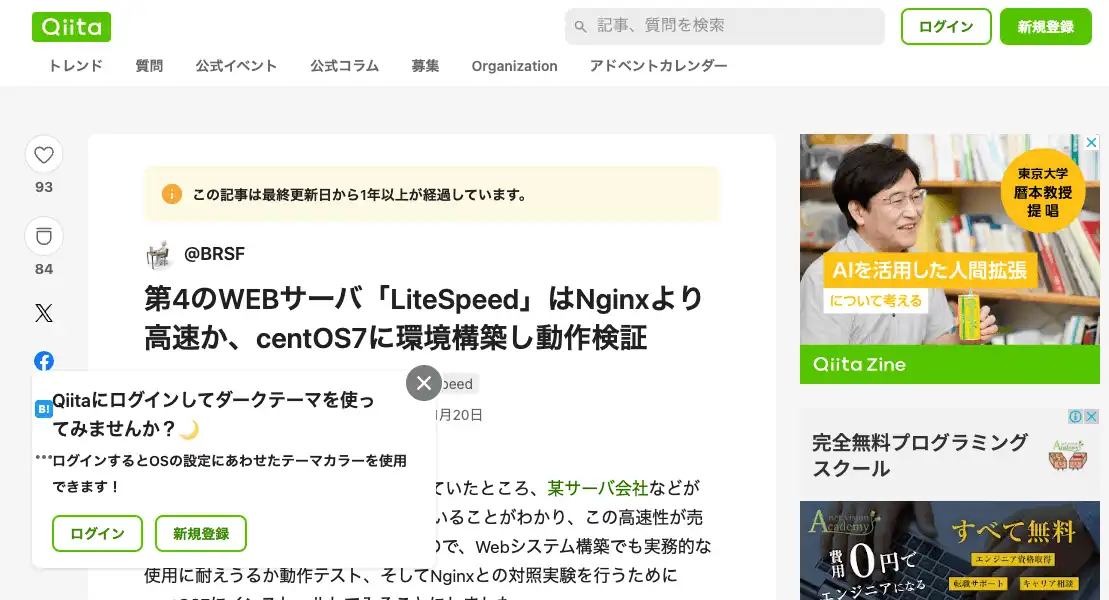 Qiita
記事、質問を検索
ログイン
新規登録
トレンド
質問
公式イベント
公式コラム
募集
Organization
アドベントカレンダー
93
84
この記事は最終更新日から1年以上が経過しています。
@BRSF
第4のWEBサーバ「LiteSpeed」はNginxより
高速か、centOS7に環境構築し動作検証
peed
月20日
B!
Qiitaにログインしてダークテーマを使っ
てみませんか？🌙
ログインするとOSの設定にあわせたテーマカラーを使用
できます！
ログイン
新規登録
ていたところ、某サーバ会社などが
いることがわかり、この高速性が売
ので、Webシステム構築でも実務的な
使用に耐えうるか動作テスト、そしてNginxとの対照実験を行うために
東京大学
暦本教授
提唱
AIを活用した人間拡張
について考える
Qiita Zine
完全無料プログラミング
スクール
Academy
すべて無料
費用0円で
エンジニアになる
エンジニア資格取得
転職サポート
キャリア相談